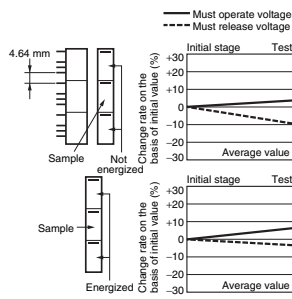 Must operate voltage
Must release voltage
4.64 mm
Sample
Not
energized
Initial stage
Test
Change rate on the
basis of initial value (%)
+30
+20
+10
0
−10
−20
−30
Average value
Sample
Energized
Initial stage
Test
Change rate on the
basis of initial value (%)
+30
+20
+10
0
−10
−20
−30
Average value